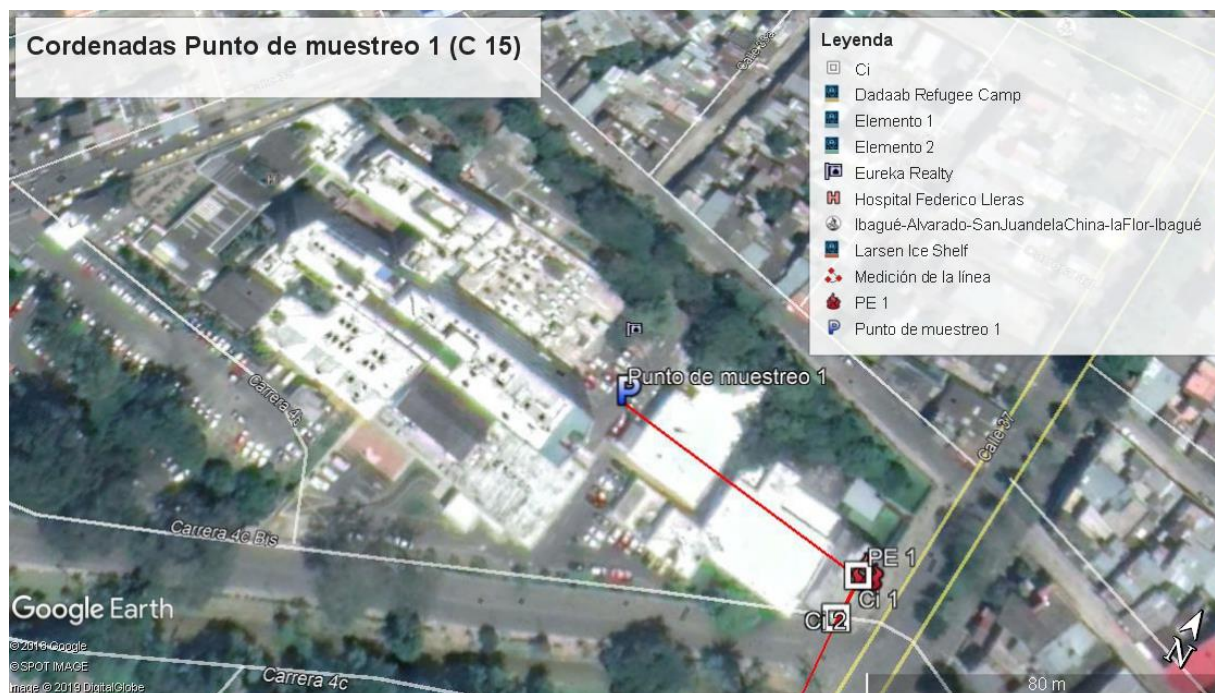 Cordenadas Punto de muestreo 1 (C 15)
Leyenda
Ci
Dadaab Refugee Camp
Elemento 1
Elemento 2
Eureka Realty
Hospital Federico Lleras
Ibagué-Alvarado-SanJuandelaChina-laFlor-Ibagué
Larsen Ice Shelf
Medición de la línea
PE 1
Punto de muestreo 1
Punto de muestreo 1
Calle 37
Carrera 4c Bis
PE 1
Ci 1
Ci 2
Google Earth
© 2018 Google
©SPOT IMAGE
Image © 2019 DigitalGlobe
Carrera 4c
N
80 m